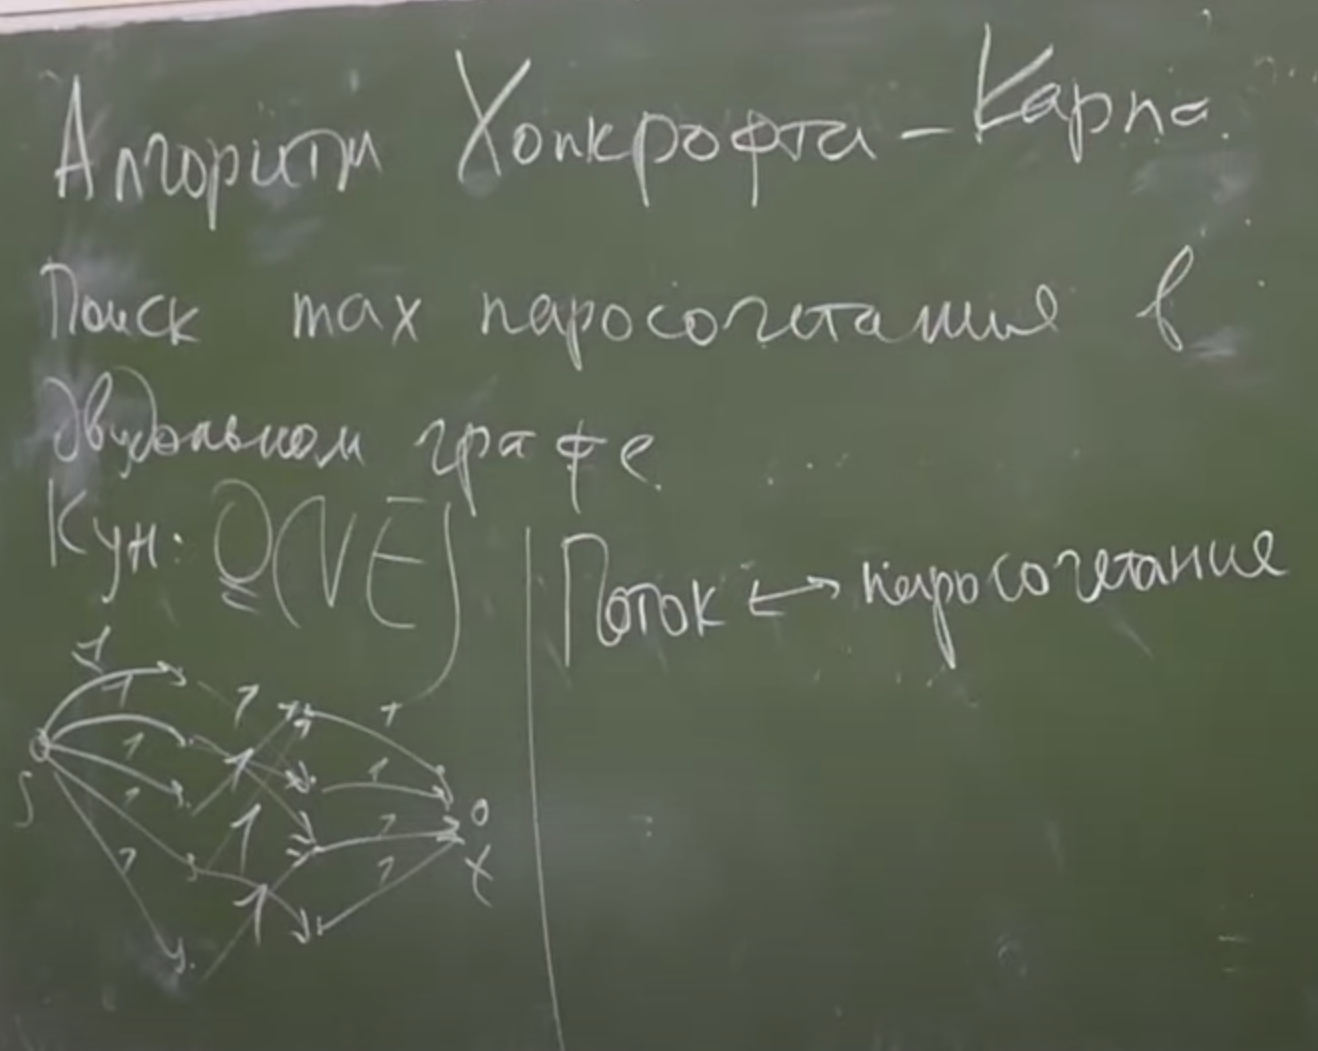 Алгоритм Хопкрофта – Карпа.
Поиск max паросочетания в
двудольном графе.
Кун: O(VE)
Поток ↔ паросочетание
1
1 1 1
1
1 1 1
1 1 1
1 1
1
S
t